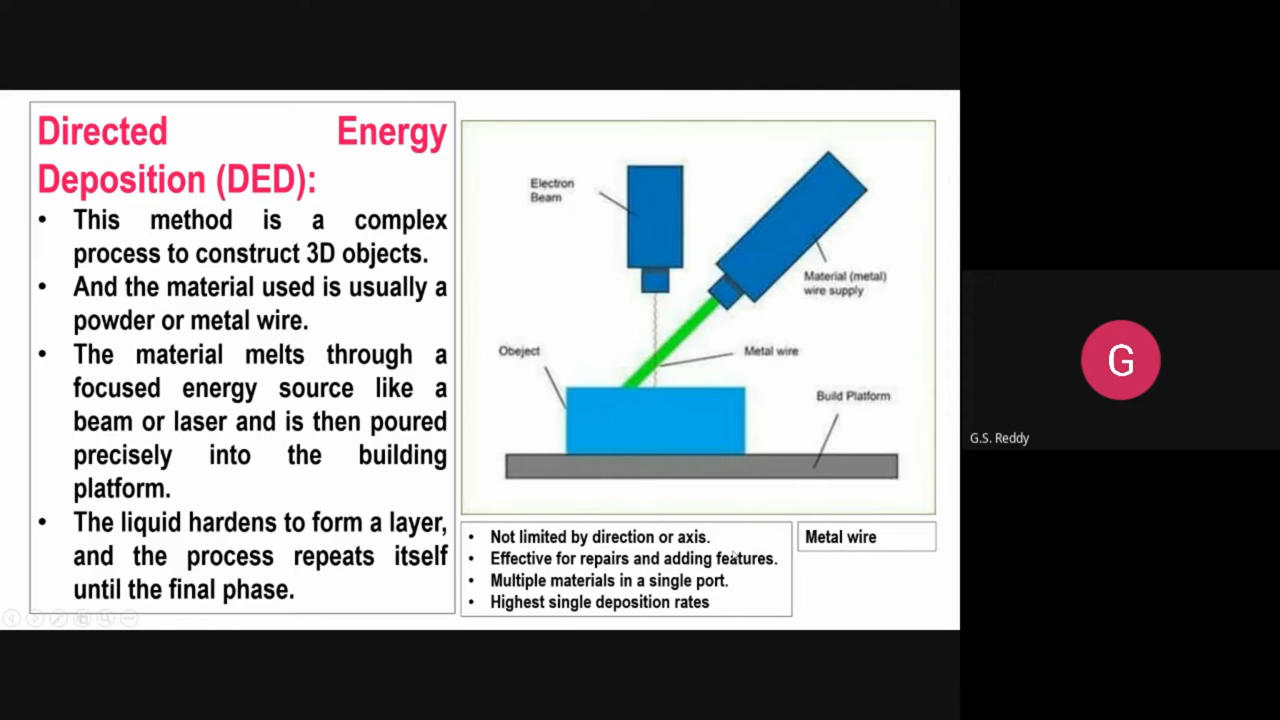 Directed Energy
Deposition (DED):
• This method is a complex
process to construct 3D objects.
• And the material used is usually a
powder or metal wire.
• The material melts through a
focused energy source like a
beam or laser and is then poured
precisely into the building
platform.
• The liquid hardens to form a layer,
and the process repeats itself
until the final phase.
Electron
Beam
Material (metal)
wire supply
Obeject
Metal wire
Build Platform
• Not limited by direction or axis.
• Effective for repairs and adding features.
• Multiple materials in a single port.
• Highest single deposition rates
Metal wire
G
G.S. Reddy